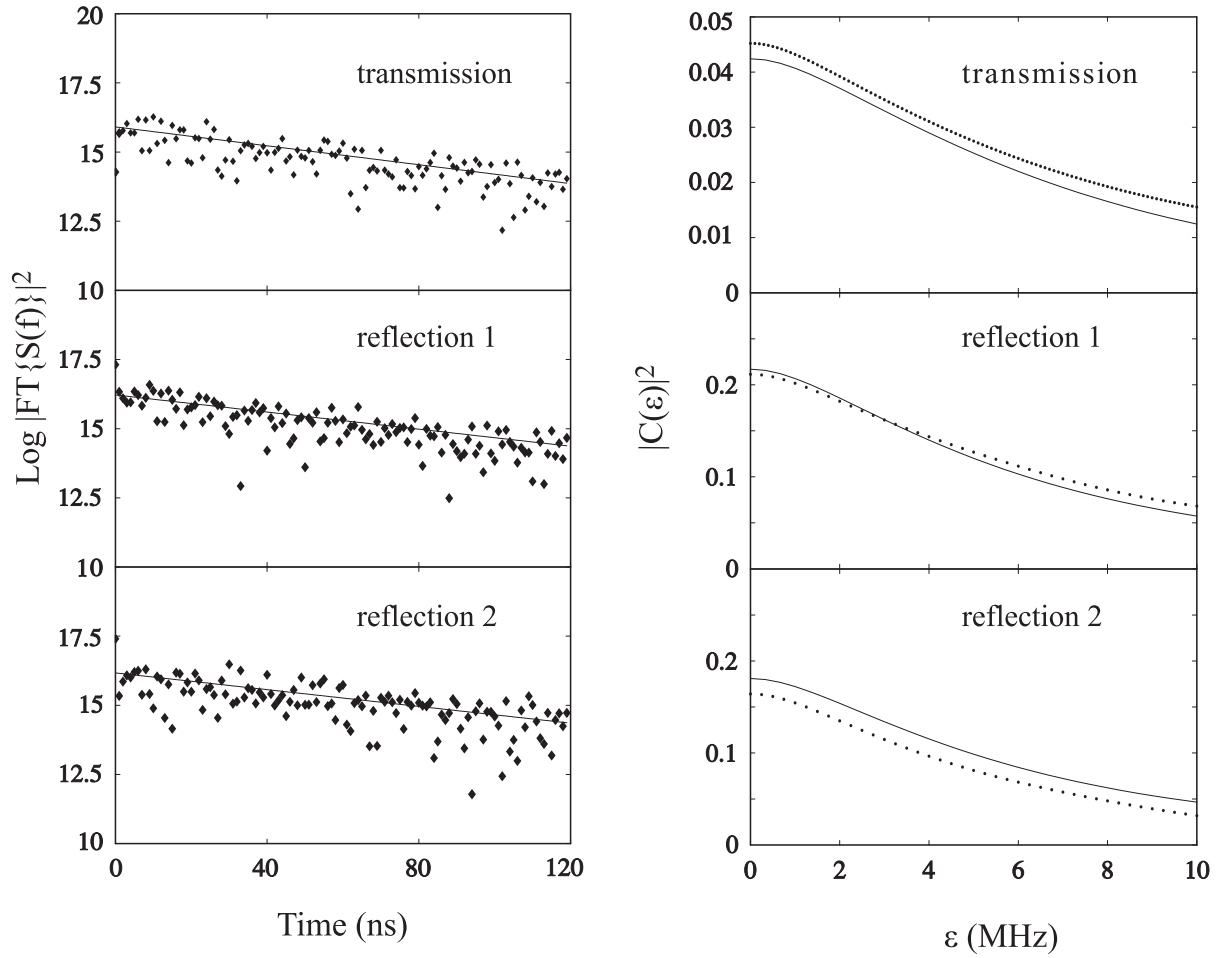 Log |FT{S(f)}|²
20
17.5
15
12.5
10
transmission
17.5
15
12.5
10
reflection 1
17.5
15
12.5
10
reflection 2
0 40 80 120
Time (ns)
|C(ε)|²
0.05
0.04
0.03
0.02
0.01
0
transmission
0.2
0.1
0
reflection 1
0.2
0.1
0
reflection 2
0 2 4 6 8 10
ε (MHz)